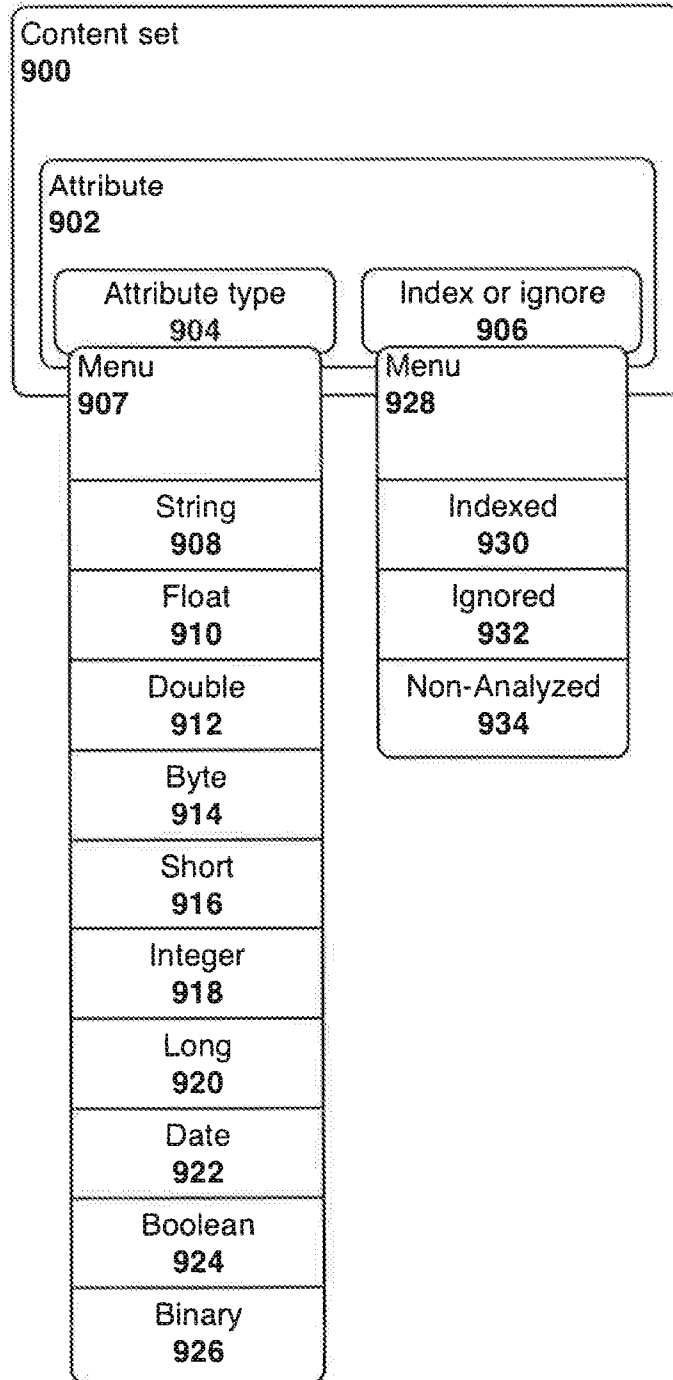 Content set
900
Attribute
902
Attribute type
904
Index or ignore
906
Menu
907
String
908
Float
910
Double
912
Byte
914
Short
916
Integer
918
Long
920
Date
922
Boolean
924
Binary
926
Menu
928
Indexed
930
Ignored
932
Non-Analyzed
934